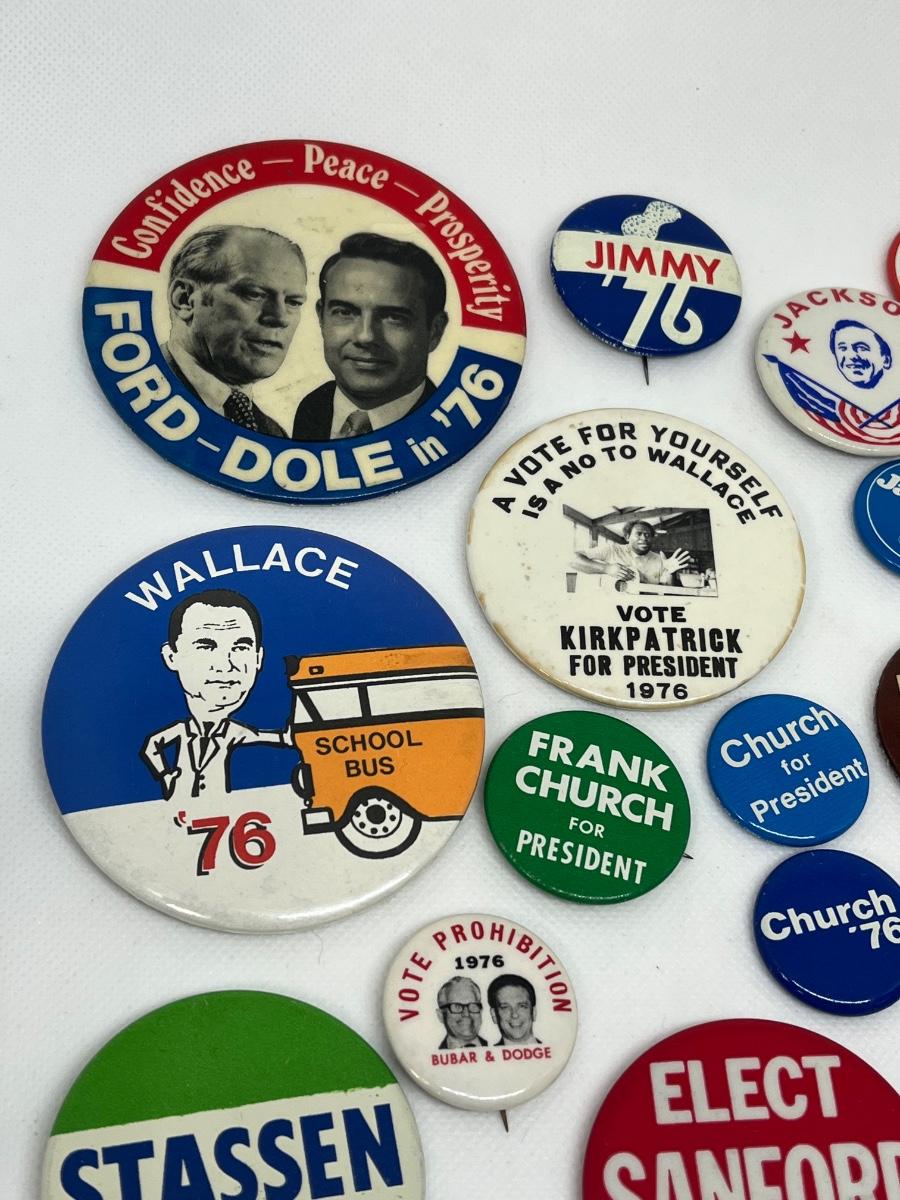 Confidence — Peace — Prosperity
FORD–DOLE in '76
JIMMY
'76
JACKSO
A VOTE FOR YOURSELF
IS A NO TO WALLACE
VOTE
KIRKPATRICK
FOR PRESIDENT
1976
WALLACE
SCHOOL
BUS
'76
FRANK
CHURCH
FOR
PRESIDENT
Church
for
President
Church
'76
VOTE PROHIBITION
1976
BUBAR & DODGE
STASSEN
ELECT
SANFORD